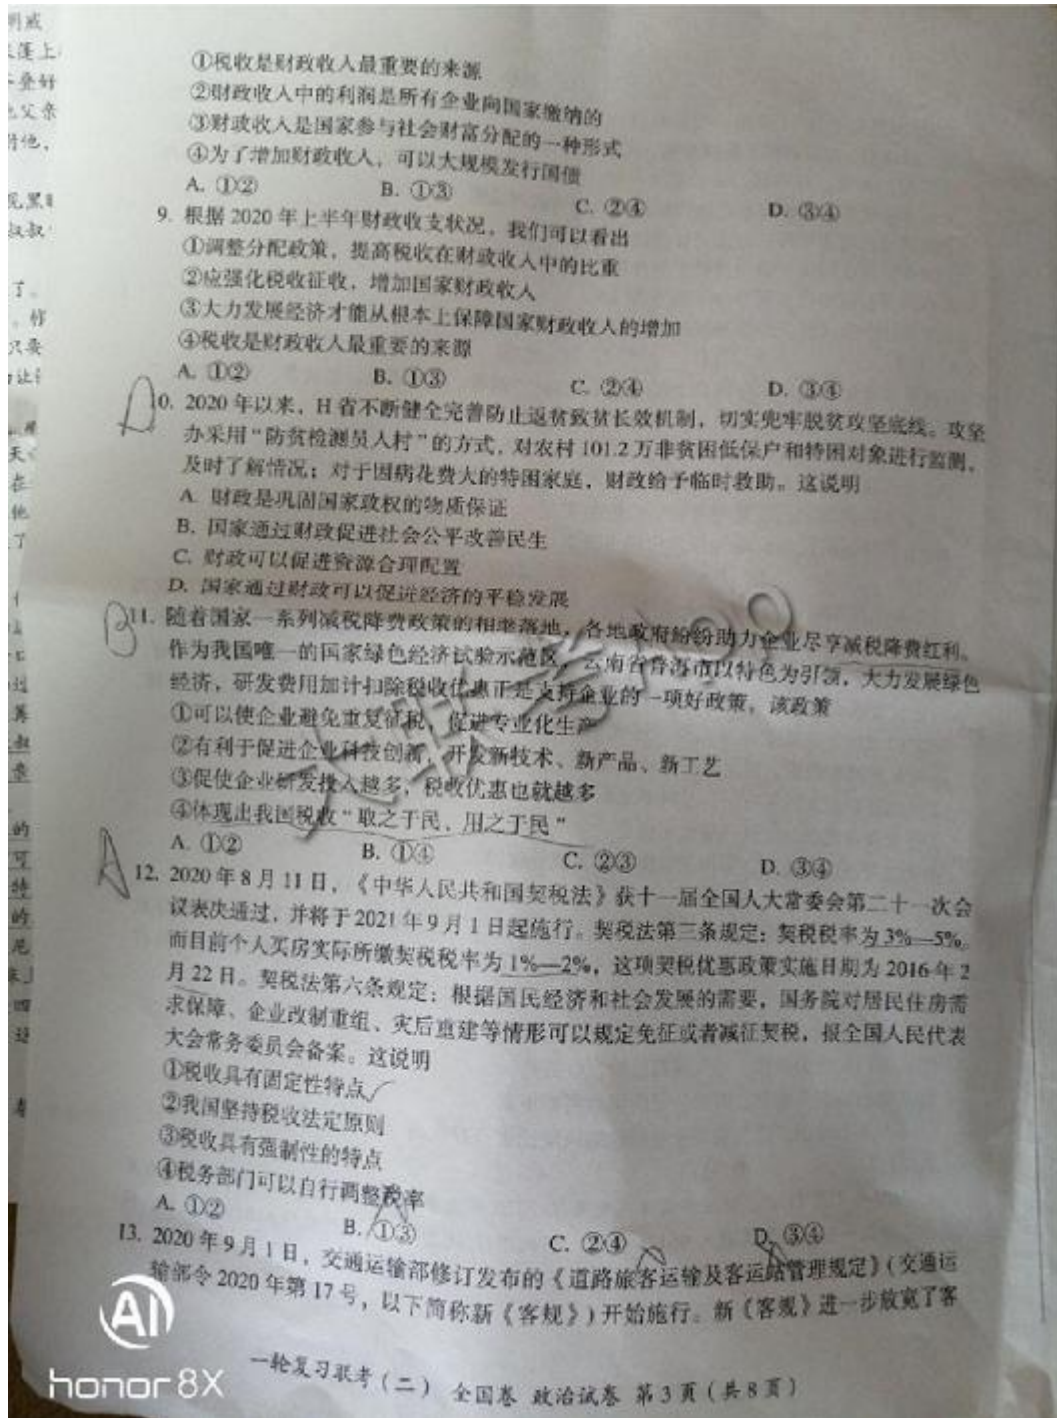 ①税收是财政收入最重要的来源
②财政收入中的利润是所有企业向国家缴纳的
③财政收入是国家参与社会财富分配的一种形式
④为了增加财政收入，可以大规模发行国债
A. ①② B. ①③ C. ②④ D. ③④
9. 根据 2020 年上半年财政收支状况，我们可以看出
①调整分配政策，提高税收在财政收入中的比重
②应强化税收征收，增加国家财政收入
③大力发展经济才能从根本上保障国家财政收入的增加
④税收是财政收入最重要的来源
A. ①② B. ①③ C. ②④ D. ③④
0. 2020 年以来，H 省不断健全完善防止返贫致贫长效机制，切实兜牢脱贫攻坚底线。攻坚
办采用“防贫检测员入村”的方式，对农村 101.2 万非贫困低保户和特困对象进行监测，
及时了解情况；对于因病花费大的特困家庭，财政给予临时救助。这说明
A. 财政是巩固国家政权的物质保证
B. 国家通过财政促进社会公平改善民生
C. 财政可以促进资源合理配置
D. 国家通过财政可以促进经济的平稳发展
B 11. 随着国家一系列减税降费政策的相继落地，各地政府纷纷助力企业尽享减税降费红利。
作为我国唯一的国家绿色经济试验示范区，云南省普洱市以特色为引领，大力发展绿色
经济，研发费用加计扣除税收优惠正是支持企业的一项好政策。该政策
①可以使企业避免重复征税，促进专业化生产
②有利于促进企业科技创新，开发新技术、新产品、新工艺
③促使企业研发投入越多，税收优惠也就越多
④体现出我国税收“取之于民、用之于民”
A. ①② B. ①④ C. ②③ D. ③④
A 12. 2020 年 8 月 11 日，《中华人民共和国契税法》获十一届全国人大常委会第二十一次会
议表决通过，并将于 2021 年 9 月 1 日起施行。契税法第三条规定：契税税率为 3%—5%。
而目前个人买房实际所缴契税税率为 1%—2%，这项契税优惠政策实施日期为 2016 年 2
月 22 日。契税法第六条规定：根据国民经济和社会发展的需要，国务院对居民住房需
求保障、企业改制重组、灾后重建等情形可以规定免征或者减征契税，报全国人民代表
大会常务委员会备案。这说明
①税收具有固定性特点
②我国坚持税收法定原则
③税收具有强制性的特点
④税务部门可以自行调整税率
A. ①② B. ①③ C. ②④ D. ③④
13. 2020 年 9 月 1 日，交通运输部修订发布的《道路旅客运输及客运站管理规定》（交通运
输部令 2020 年第 17 号，以下简称新《客规》）开始施行。新《客规》进一步放宽了客
一轮复习联考（二） 全国卷 政治试卷 第 3 页（共 8 页）
AI
honor 8X